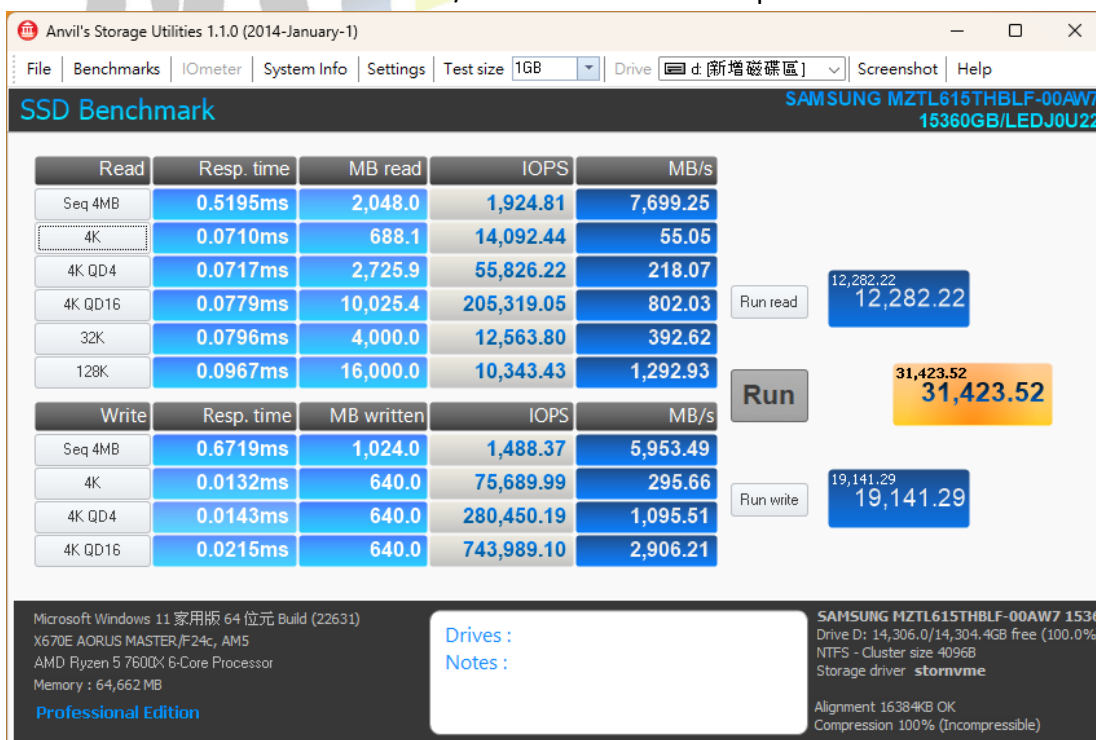 Anvil's Storage Utilities 1.1.0 (2014-January-1)
File Benchmarks IOmeter System Info Settings Test size 1GB Drive d: [新增磁碟區] Screenshot Help
SSD Benchmark
SAMSUNG MZTL615THBLF-00AW7
15360GB/LEDJ0U22
Read Resp. time MB read IOPS MB/s
Seq 4MB 0.5195ms 2,048.0 1,924.81 7,699.25
4K 0.0710ms 688.1 14,092.44 55.05
4K QD4 0.0717ms 2,725.9 55,826.22 218.07
4K QD16 0.0779ms 10,025.4 205,319.05 802.03
32K 0.0796ms 4,000.0 12,563.80 392.62
128K 0.0967ms 16,000.0 10,343.43 1,292.93
Run read
12,282.22
12,282.22
Run
31,423.52
31,423.52
Write Resp. time MB written IOPS MB/s
Seq 4MB 0.6719ms 1,024.0 1,488.37 5,953.49
4K 0.0132ms 640.0 75,689.99 295.66
4K QD4 0.0143ms 640.0 280,450.19 1,095.51
4K QD16 0.0215ms 640.0 743,989.10 2,906.21
Run write
19,141.29
19,141.29
Microsoft Windows 11 家用版 64 位元 Build (22631)
X670E AORUS MASTER/F24c, AM5
AMD Ryzen 5 7600X 6-Core Processor
Memory : 64,662 MB
Professional Edition
Drives :
Notes :
SAMSUNG MZTL615THBLF-00AW7 1536
Drive D: 14,306.0/14,304.4GB free (100.0%
NTFS - Cluster size 4096B
Storage driver stornvme
Alignment 16384KB OK
Compression 100% (Incompressible)